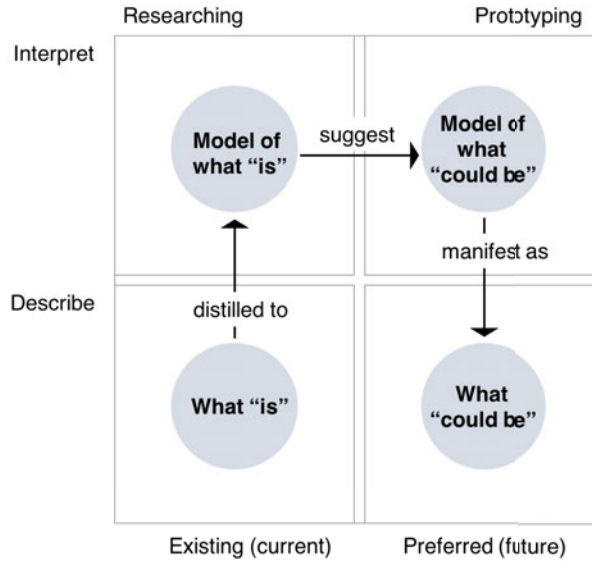 Researching
Prototyping
Interpret
Model of
what “is”
suggest
Model of
what
“could be”
manifest as
Describe
distilled to
What “is”
What
“could be”
Existing (current)
Preferred (future)